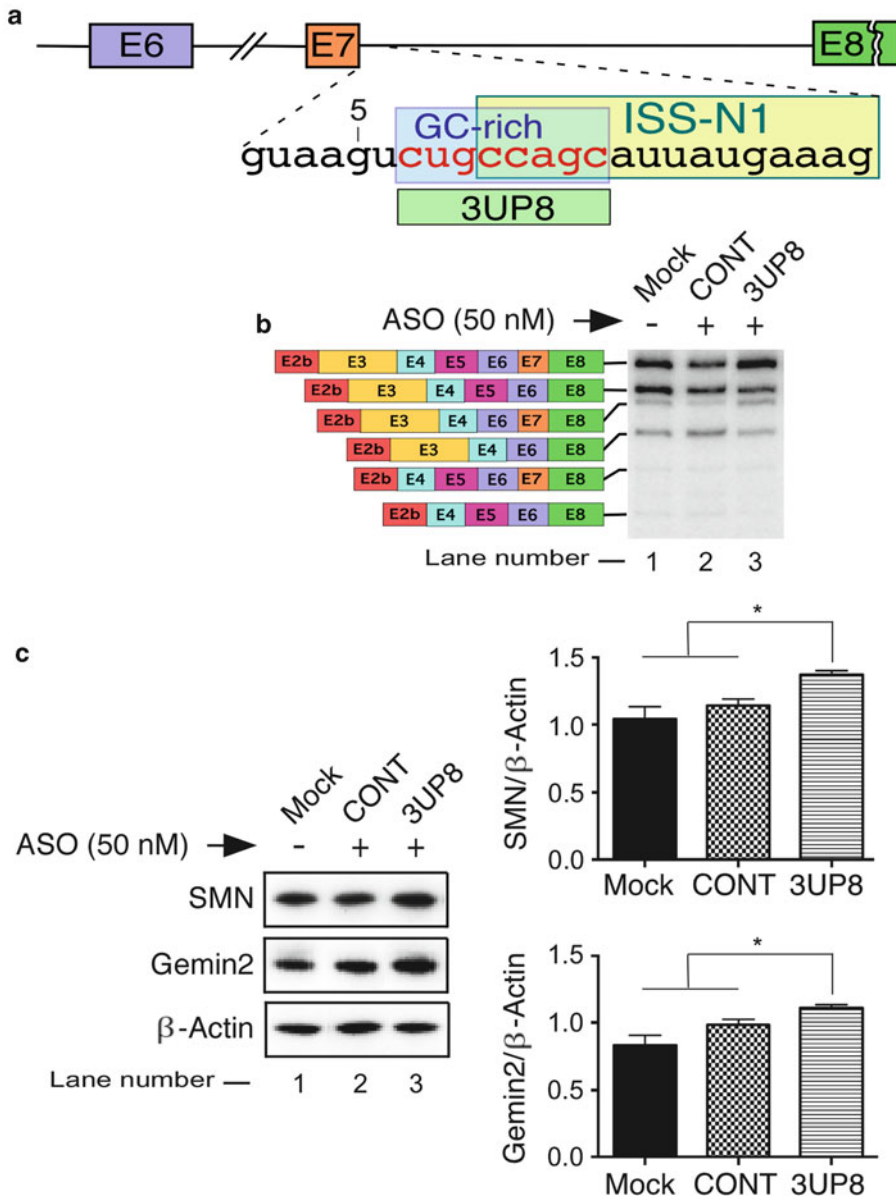 a
E6 E7 E8
5
GC-rich ISS-N1
guaagucugccagcauuaugaaag
3UP8
b
Mock CONT 3UP8
ASO (50 nM) - + +
E2b E3 E4 E5 E6 E7 E8
E2b E3 E4 E5 E6 E8
E2b E3 E4 E6 E7 E8
E2b E3 E4 E6 E8
E2b E4 E5 E6 E7 E8
E2b E4 E5 E6 E8
Lane number — 1 2 3
c
Mock CONT 3UP8
ASO (50 nM) - + +
SMN
Gemin2
β-Actin
Lane number — 1 2 3
*
SMN/β-Actin
1.5
1.0
0.5
0.0
Mock CONT 3UP8
*
Gemin2/β-Actin
1.5
1.0
0.5
0.0
Mock CONT 3UP8